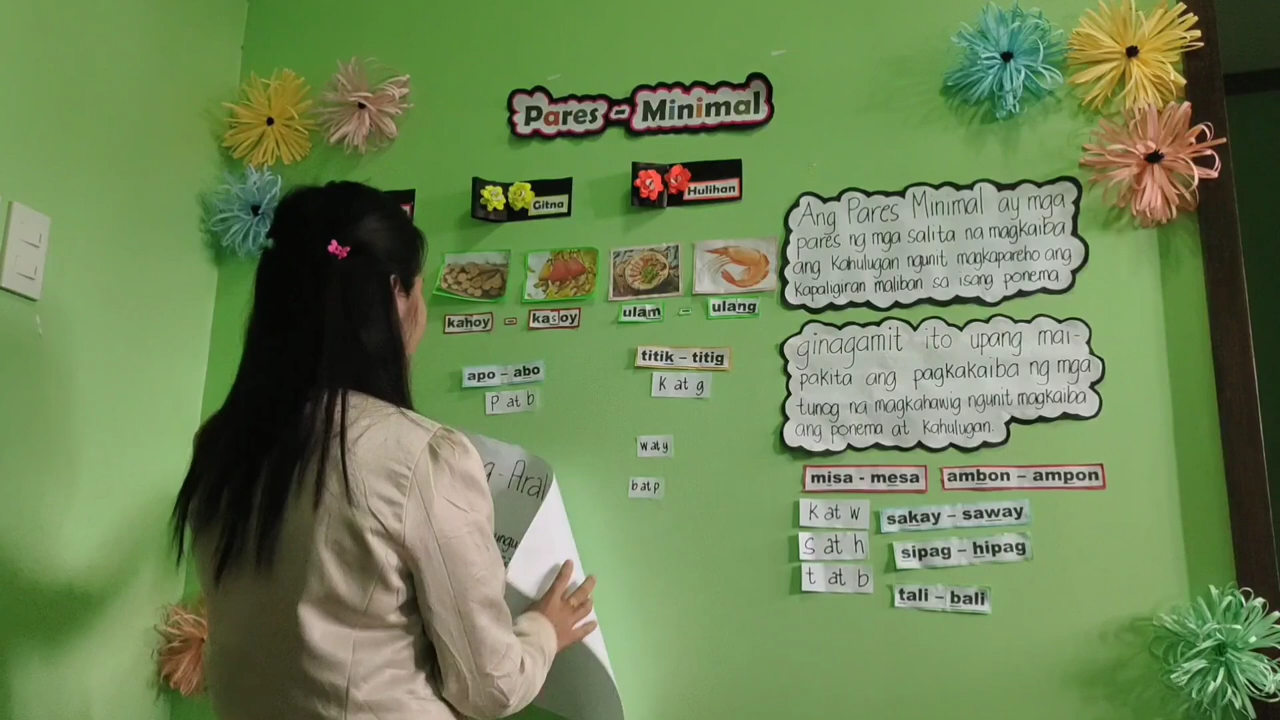 Pares - Minimal
Gitna
Hulihan
kahoy - kasoy
ulam - ulang
apo – abo
p at b
titik – titig
k at g
w at y
b at p
Ang Pares Minimal ay mga
pares ng mga salita na magkaiba
ang kahulugan ngunit magkapareho ang
kapaligiran maliban sa isang ponema.
ginagamit ito upang mai-
pakita ang pagkakaiba ng mga
tunog na magkahawig ngunit magkaiba
ang ponema at kahulugan.
misa - mesa
ambon – ampon
k at w
sakay – saway
s at h
sipag – hipag
t at b
tali – bali
- Aral